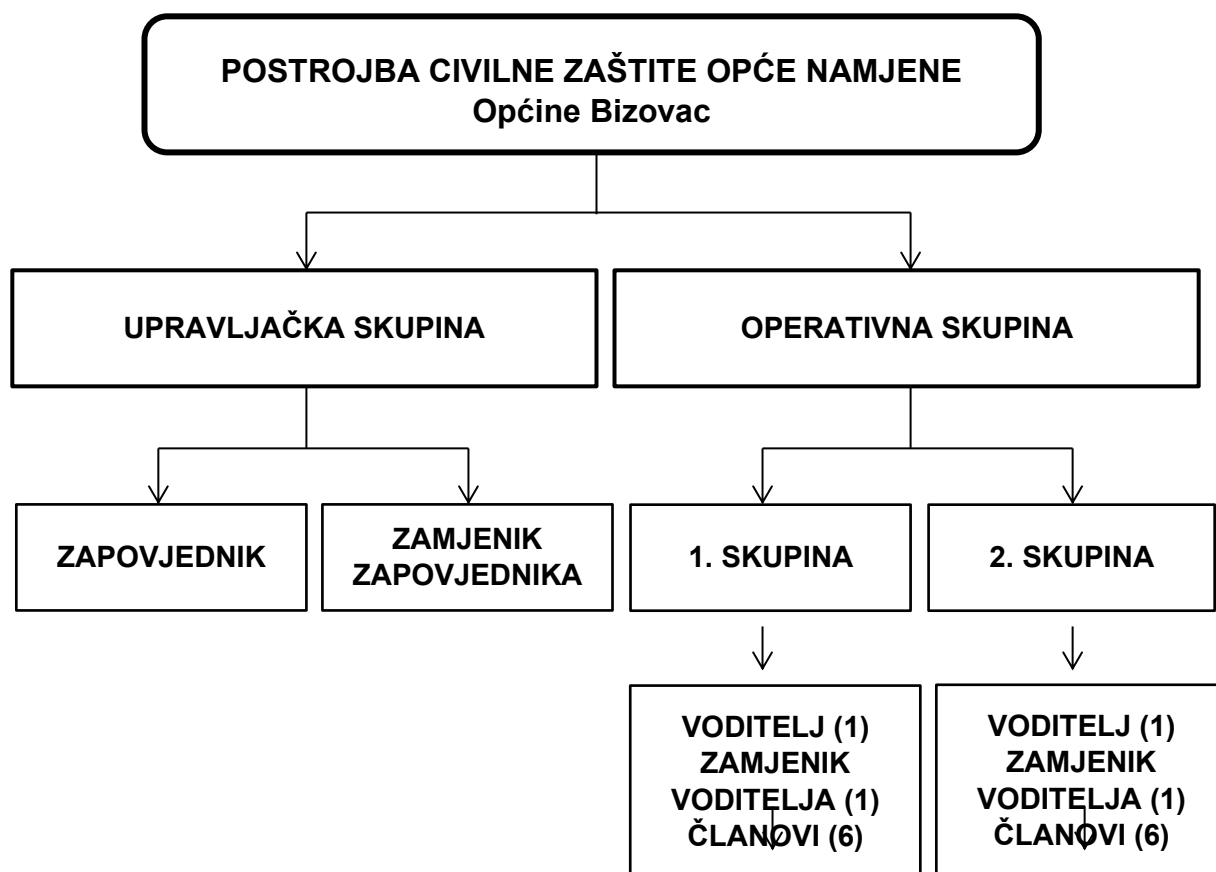 POSTROJBA CIVILNE ZAŠTITE OPĆE NAMJENE
Općine Bizovac
UPRAVLJAČKA SKUPINA
OPERATIVNA SKUPINA
ZAPOVJEDNIK
ZAMJENIK
ZAPOVJEDNIKA
1. SKUPINA
2. SKUPINA
VODITELJ (1)
ZAMJENIK
VODITELJA (1)
ČLANOVI (6)
VODITELJ (1)
ZAMJENIK
VODITELJA (1)
ČLANOVI (6)